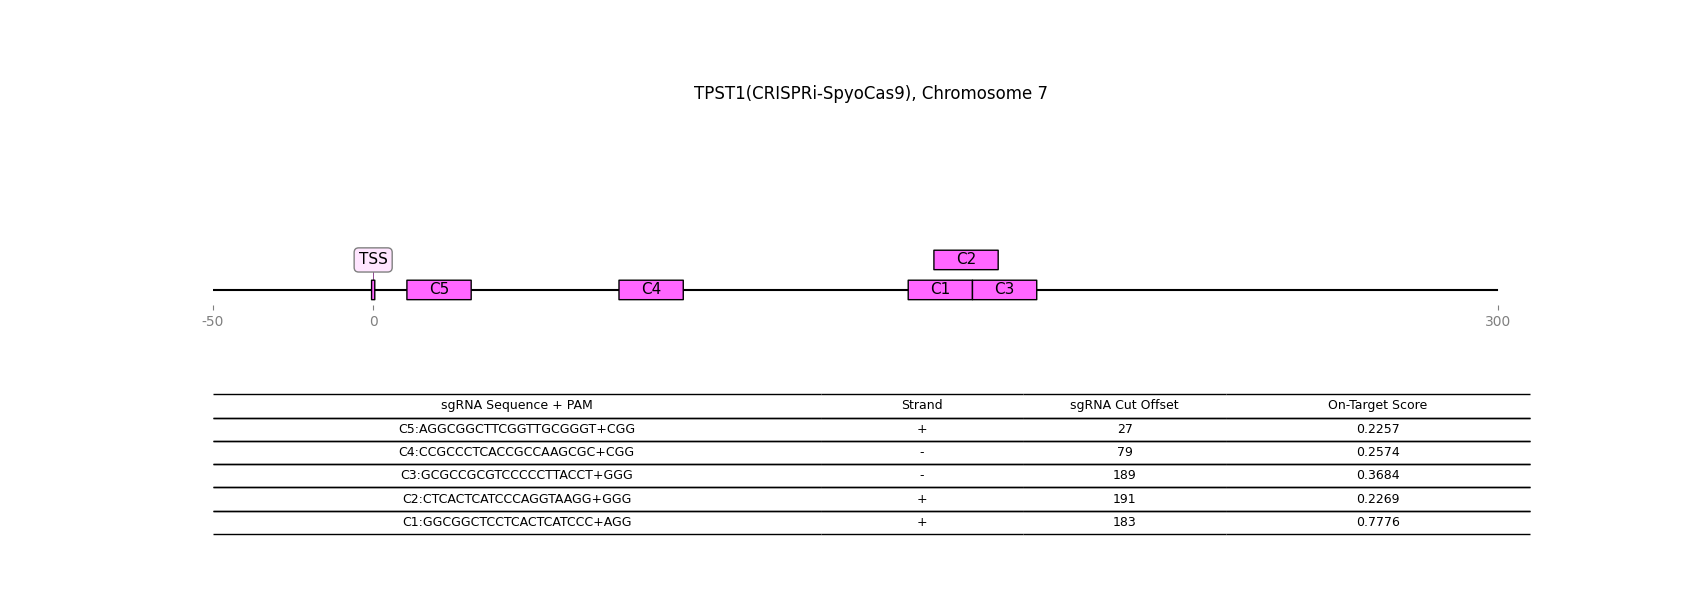 TPST1(CRISPRi-SpyoCas9), Chromosome 7
TSS
C2
C5
C4
C1
C3
-50
0
300
sgRNA Sequence + PAM Strand sgRNA Cut Offset On-Target Score
C5:AGGCGGCTTCGGTTGCGGGT+CGG + 27 0.2257
C4:CCGCCCTCACCGCCAAGCGC+CGG - 79 0.2574
C3:GCGCCGCGTCCCCCTTACCT+GGG - 189 0.3684
C2:CTCACTCATCCCAGGTAAGG+GGG + 191 0.2269
C1:GGCGGCTCCTCACTCATCCC+AGG + 183 0.7776